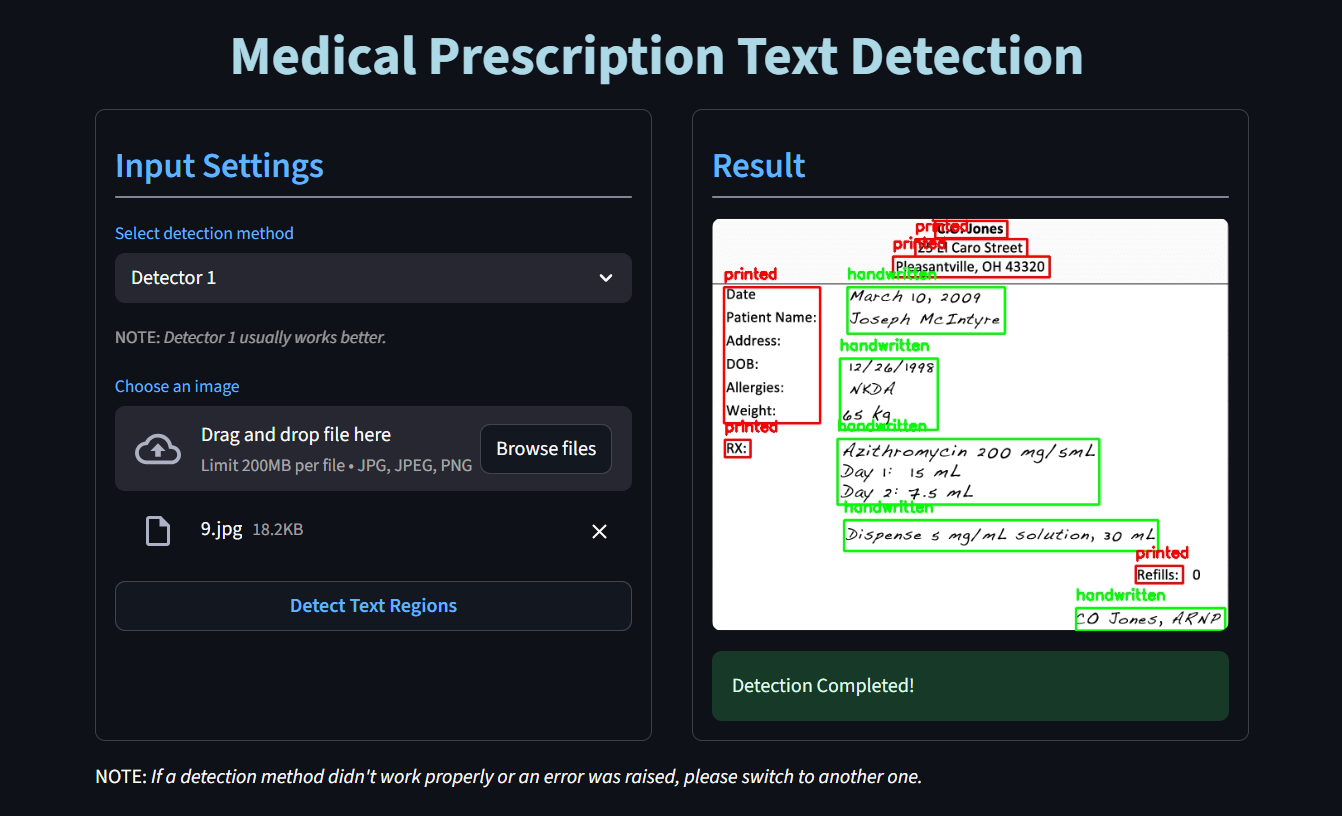 Medical Prescription Text Detection
Input Settings
Select detection method
Detector 1
NOTE: Detector 1 usually works better.
Choose an image
Drag and drop file here
Limit 200MB per file • JPG, JPEG, PNG
Browse files
9.jpg 18.2KB
Detect Text Regions
Result
printed
C.O. Jones
printed
25 El Caro Street
Pleasantville, OH 43320
printed
handwritten
Date March 10, 2009
Patient Name: Joseph McIntyre
Address:
handwritten
DOB: 12/26/1998
Allergies: NKDA
Weight: 65 kg
printed
handwritten
RX: Azithromycin 200 mg/5mL
Day 1: 15 mL
Day 2: 7.5 mL
handwritten
Dispense 5 mg/mL solution, 30 mL
printed
Refills: 0
handwritten
CO Jones, ARNP
Detection Completed!
NOTE: If a detection method didn't work properly or an error was raised, please switch to another one.